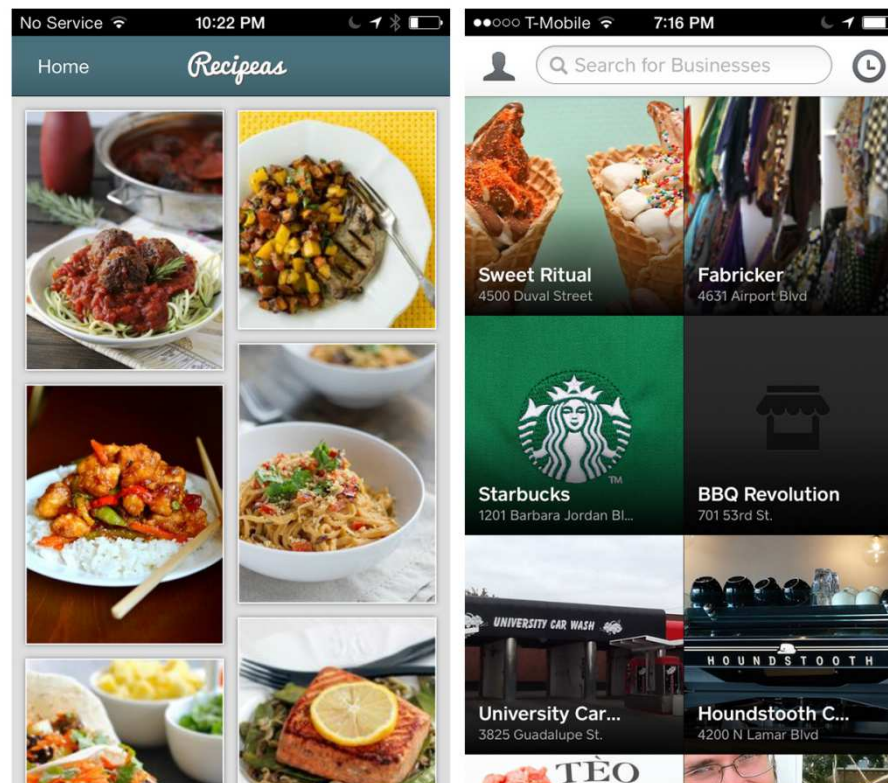 No Service 10:22 PM
Home Recipeas
T-Mobile 7:16 PM
Search for Businesses
Sweet Ritual
4500 Duval Street
Fabricker
4631 Airport Blvd
TM
Starbucks
1201 Barbara Jordan Bl...
BBQ Revolution
701 53rd St.
UNIVERSITY CAR WASH
University Car...
3825 Guadalupe St.
HOUNDSTOOTH
Houndstooth C...
4200 N Lamar Blvd
TÈO